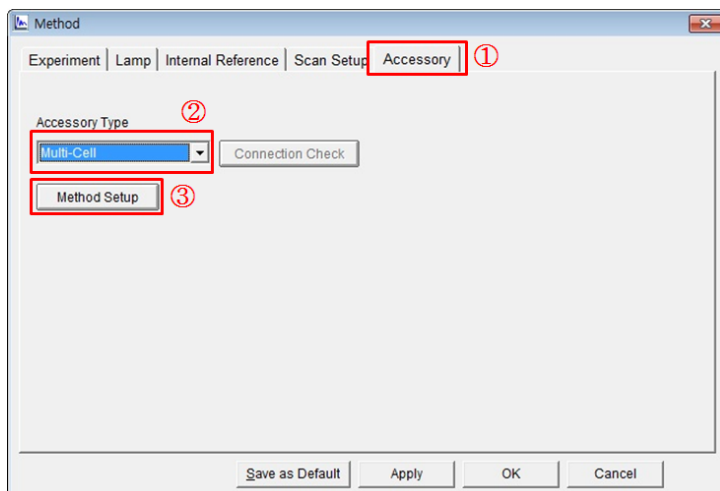 Method
Experiment Lamp Internal Reference Scan Setup Accessory ①
②
Accessory Type
Multi-Cell Connection Check
Method Setup ③
Save as Default Apply OK Cancel